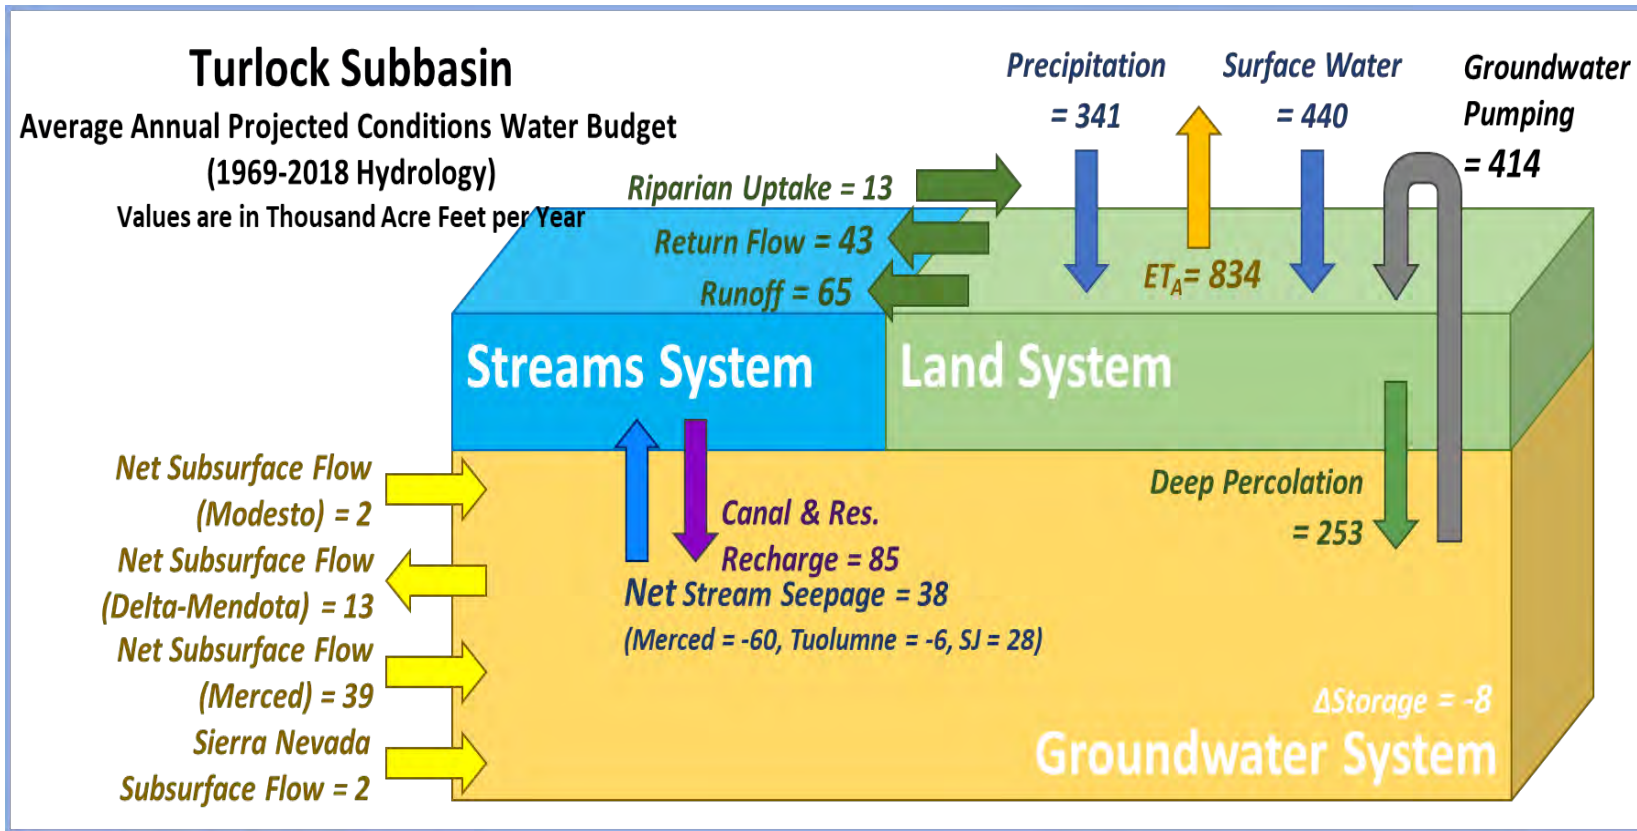 Turlock Subbasin
Average Annual Projected Conditions Water Budget
(1969-2018 Hydrology)
Values are in Thousand Acre Feet per Year
Precipitation
= 341
Surface Water
= 440
Groundwater
Pumping
= 414
Riparian Uptake = 13
Return Flow = 43
Runoff = 65
ETA= 834
Streams System
Land System
Net Subsurface Flow
(Modesto) = 2
Net Subsurface Flow
(Delta-Mendota) = 13
Net Subsurface Flow
(Merced) = 39
Sierra Nevada
Subsurface Flow = 2
Canal & Res.
Recharge = 85
Net Stream Seepage = 38
(Merced = -60, Tuolumne = -6, SJ = 28)
Deep Percolation
= 253
ΔStorage = -8
Groundwater System